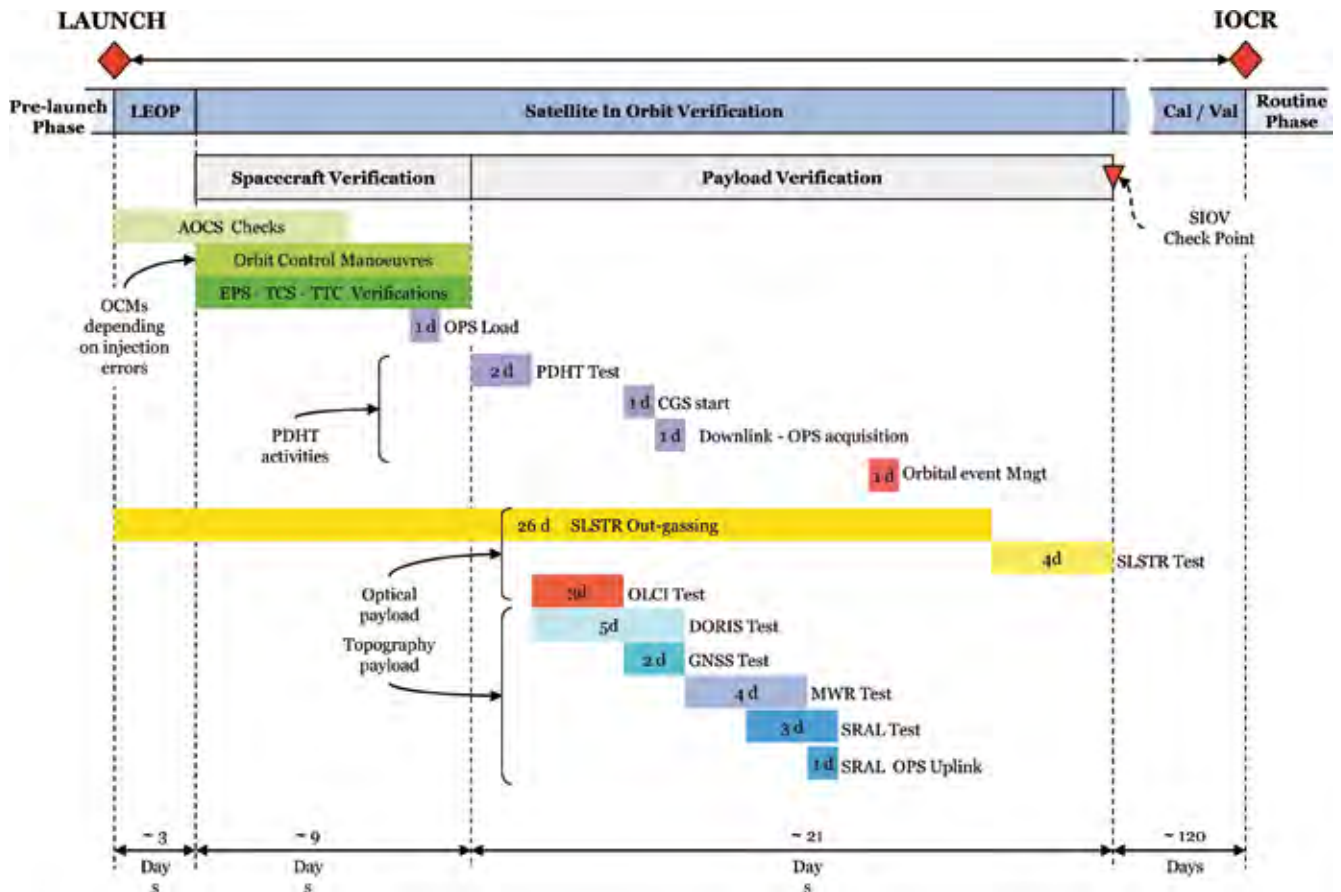 LAUNCH
IOCR
Pre-launch
Phase
LEOP
Satellite In Orbit Verification
Cal / Val
Routine
Phase
Spacecraft Verification
Payload Verification
SIOV
Check Point
AOCS Checks
Orbit Control Manoeuvres
EPS - TCS - TTC Verifications
OCMs
depending
on injection
errors
1 d OPS Load
2 d PDHT Test
1 d CGS start
1 d Downlink - OPS acquisition
PDHT
activities
1 d Orbital event Mngt
26 d SLSTR Out-gassing
4d SLSTR Test
Optical
payload
3d OLCI Test
5d DORIS Test
Topography
payload
2 d GNSS Test
4 d MWR Test
3 d SRAL Test
1 d SRAL OPS Uplink
~ 3
Day
s
~ 9
Day
s
~ 21
Day
s
~ 120
Days